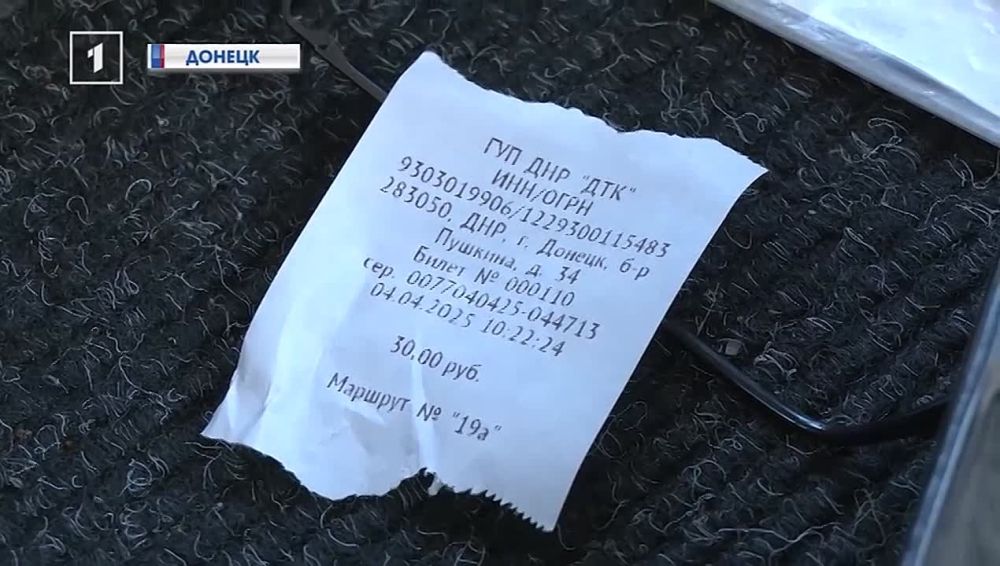 1
ДОНЕЦК
ГУП ДНР "ДТК"
ИНН/ОГРН
9303019906/1229300115483
283050, ДНР, г. Донецк, б-р
Пушкина, д. 34
Билет № 000110
сер. 0077040425-044713
04.04.2025 10:22:24
30.00 руб.
Маршрут № "19а"